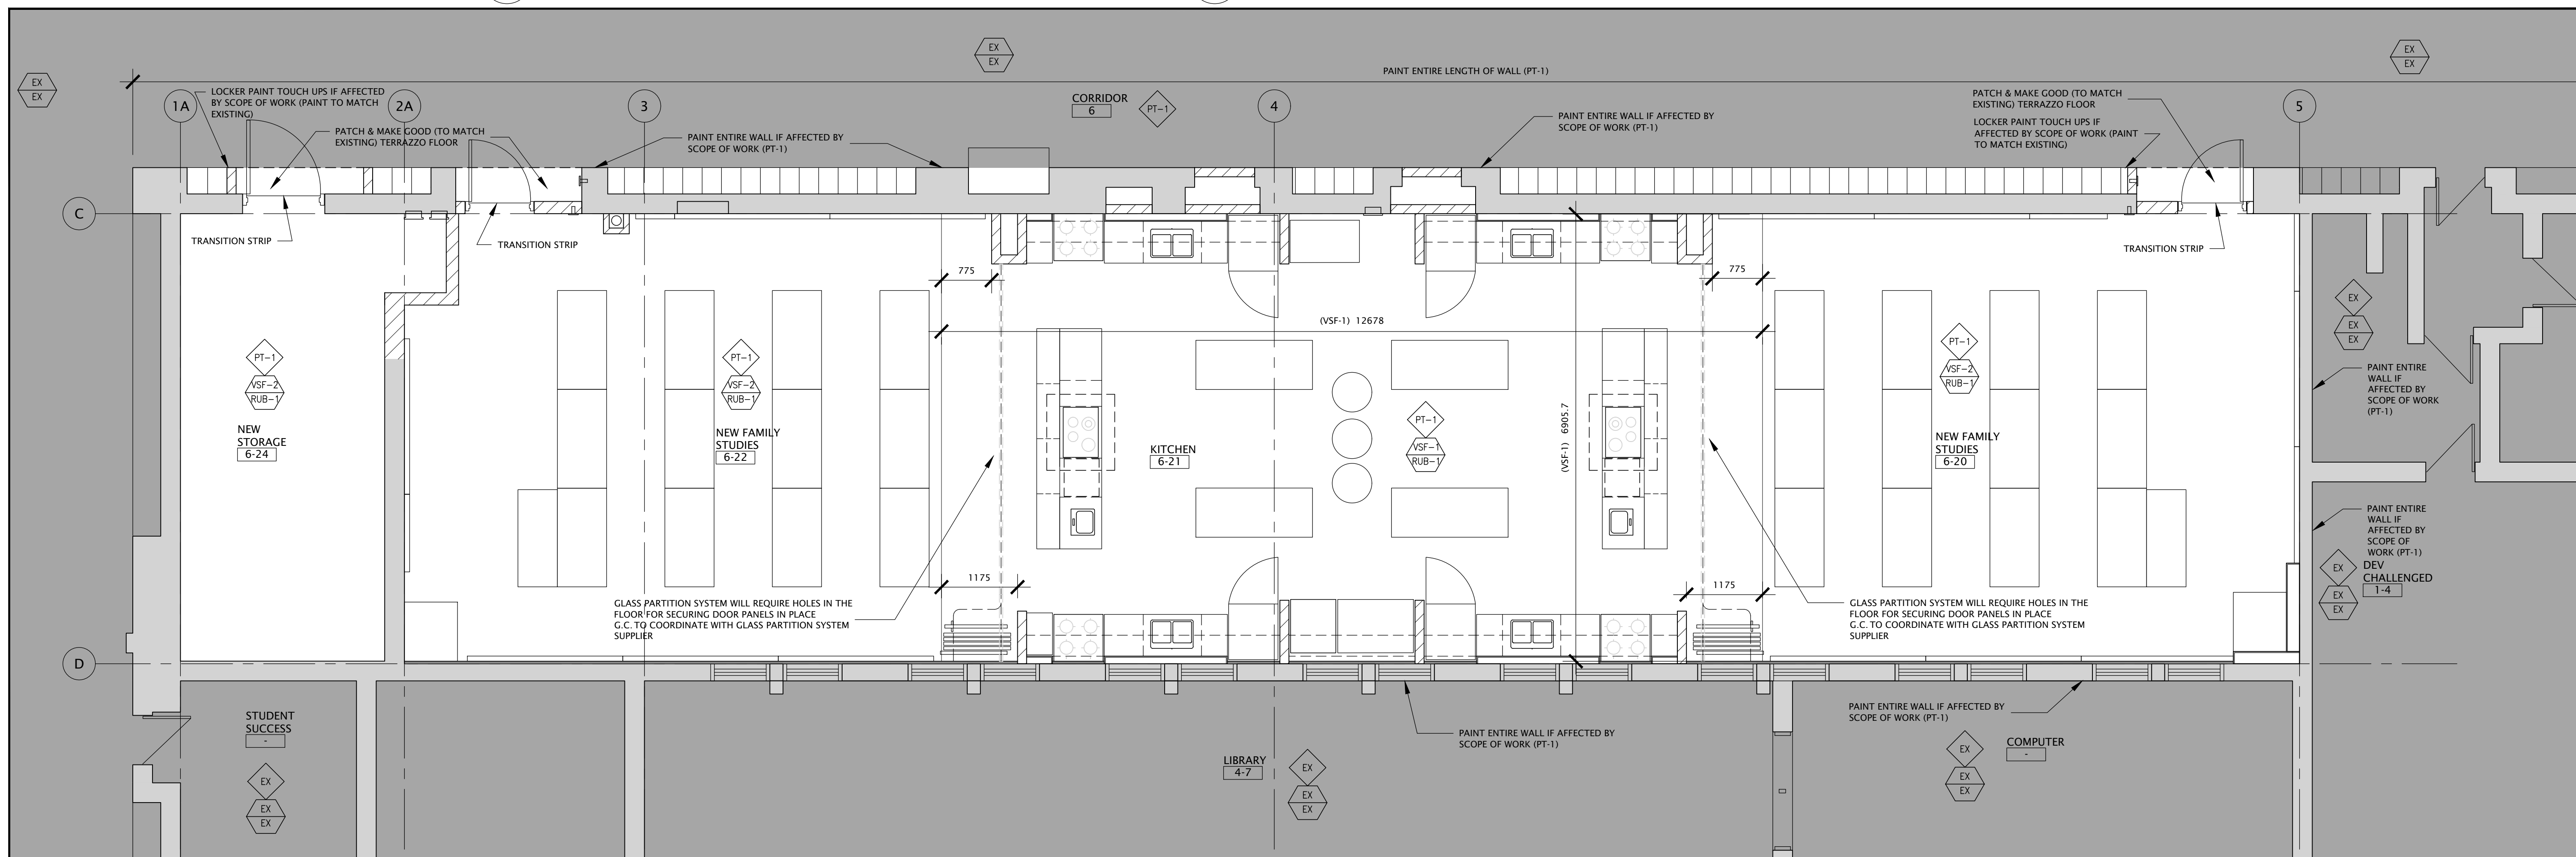 EX
EX
EX
EX
EX
EX
PAINT ENTIRE LENGTH OF WALL (PT-1)
1A
2A
3
4
5
C
D
LOCKER PAINT TOUCH UPS IF AFFECTED
BY SCOPE OF WORK (PAINT TO MATCH
EXISTING)
PATCH & MAKE GOOD (TO MATCH
EXISTING) TERRAZZO FLOOR
PAINT ENTIRE WALL IF AFFECTED BY
SCOPE OF WORK (PT-1)
CORRIDOR
6
PT-1
PAINT ENTIRE WALL IF AFFECTED BY
SCOPE OF WORK (PT-1)
PATCH & MAKE GOOD (TO MATCH
EXISTING) TERRAZZO FLOOR
LOCKER PAINT TOUCH UPS IF
AFFECTED BY SCOPE OF WORK (PAINT
TO MATCH EXISTING)
TRANSITION STRIP
TRANSITION STRIP
TRANSITION STRIP
775
775
(VSF-1) 12678
(VSF-1) 6905.7
PT-1
VSF-2
RUB-1
NEW
STORAGE
6-24
PT-1
VSF-2
RUB-1
NEW FAMILY
STUDIES
6-22
KITCHEN
6-21
PT-1
VSF-1
RUB-1
PT-1
VSF-2
RUB-1
NEW FAMILY
STUDIES
6-20
EX
EX
EX
PAINT ENTIRE
WALL IF
AFFECTED BY
SCOPE OF WORK
(PT-1)
PAINT ENTIRE
WALL IF
AFFECTED BY
SCOPE OF
WORK (PT-1)
EX
EX
EX
DEV
CHALLENGED
1-4
1175
1175
GLASS PARTITION SYSTEM WILL REQUIRE HOLES IN THE
FLOOR FOR SECURING DOOR PANELS IN PLACE
G.C. TO COORDINATE WITH GLASS PARTITION SYSTEM
SUPPLIER
GLASS PARTITION SYSTEM WILL REQUIRE HOLES IN THE
FLOOR FOR SECURING DOOR PANELS IN PLACE
G.C. TO COORDINATE WITH GLASS PARTITION SYSTEM
SUPPLIER
STUDENT
SUCCESS
-
EX
EX
EX
LIBRARY
4-7
EX
EX
EX
PAINT ENTIRE WALL IF AFFECTED BY
SCOPE OF WORK (PT-1)
PAINT ENTIRE WALL IF AFFECTED BY
SCOPE OF WORK (PT-1)
EX
EX
EX
COMPUTER
-